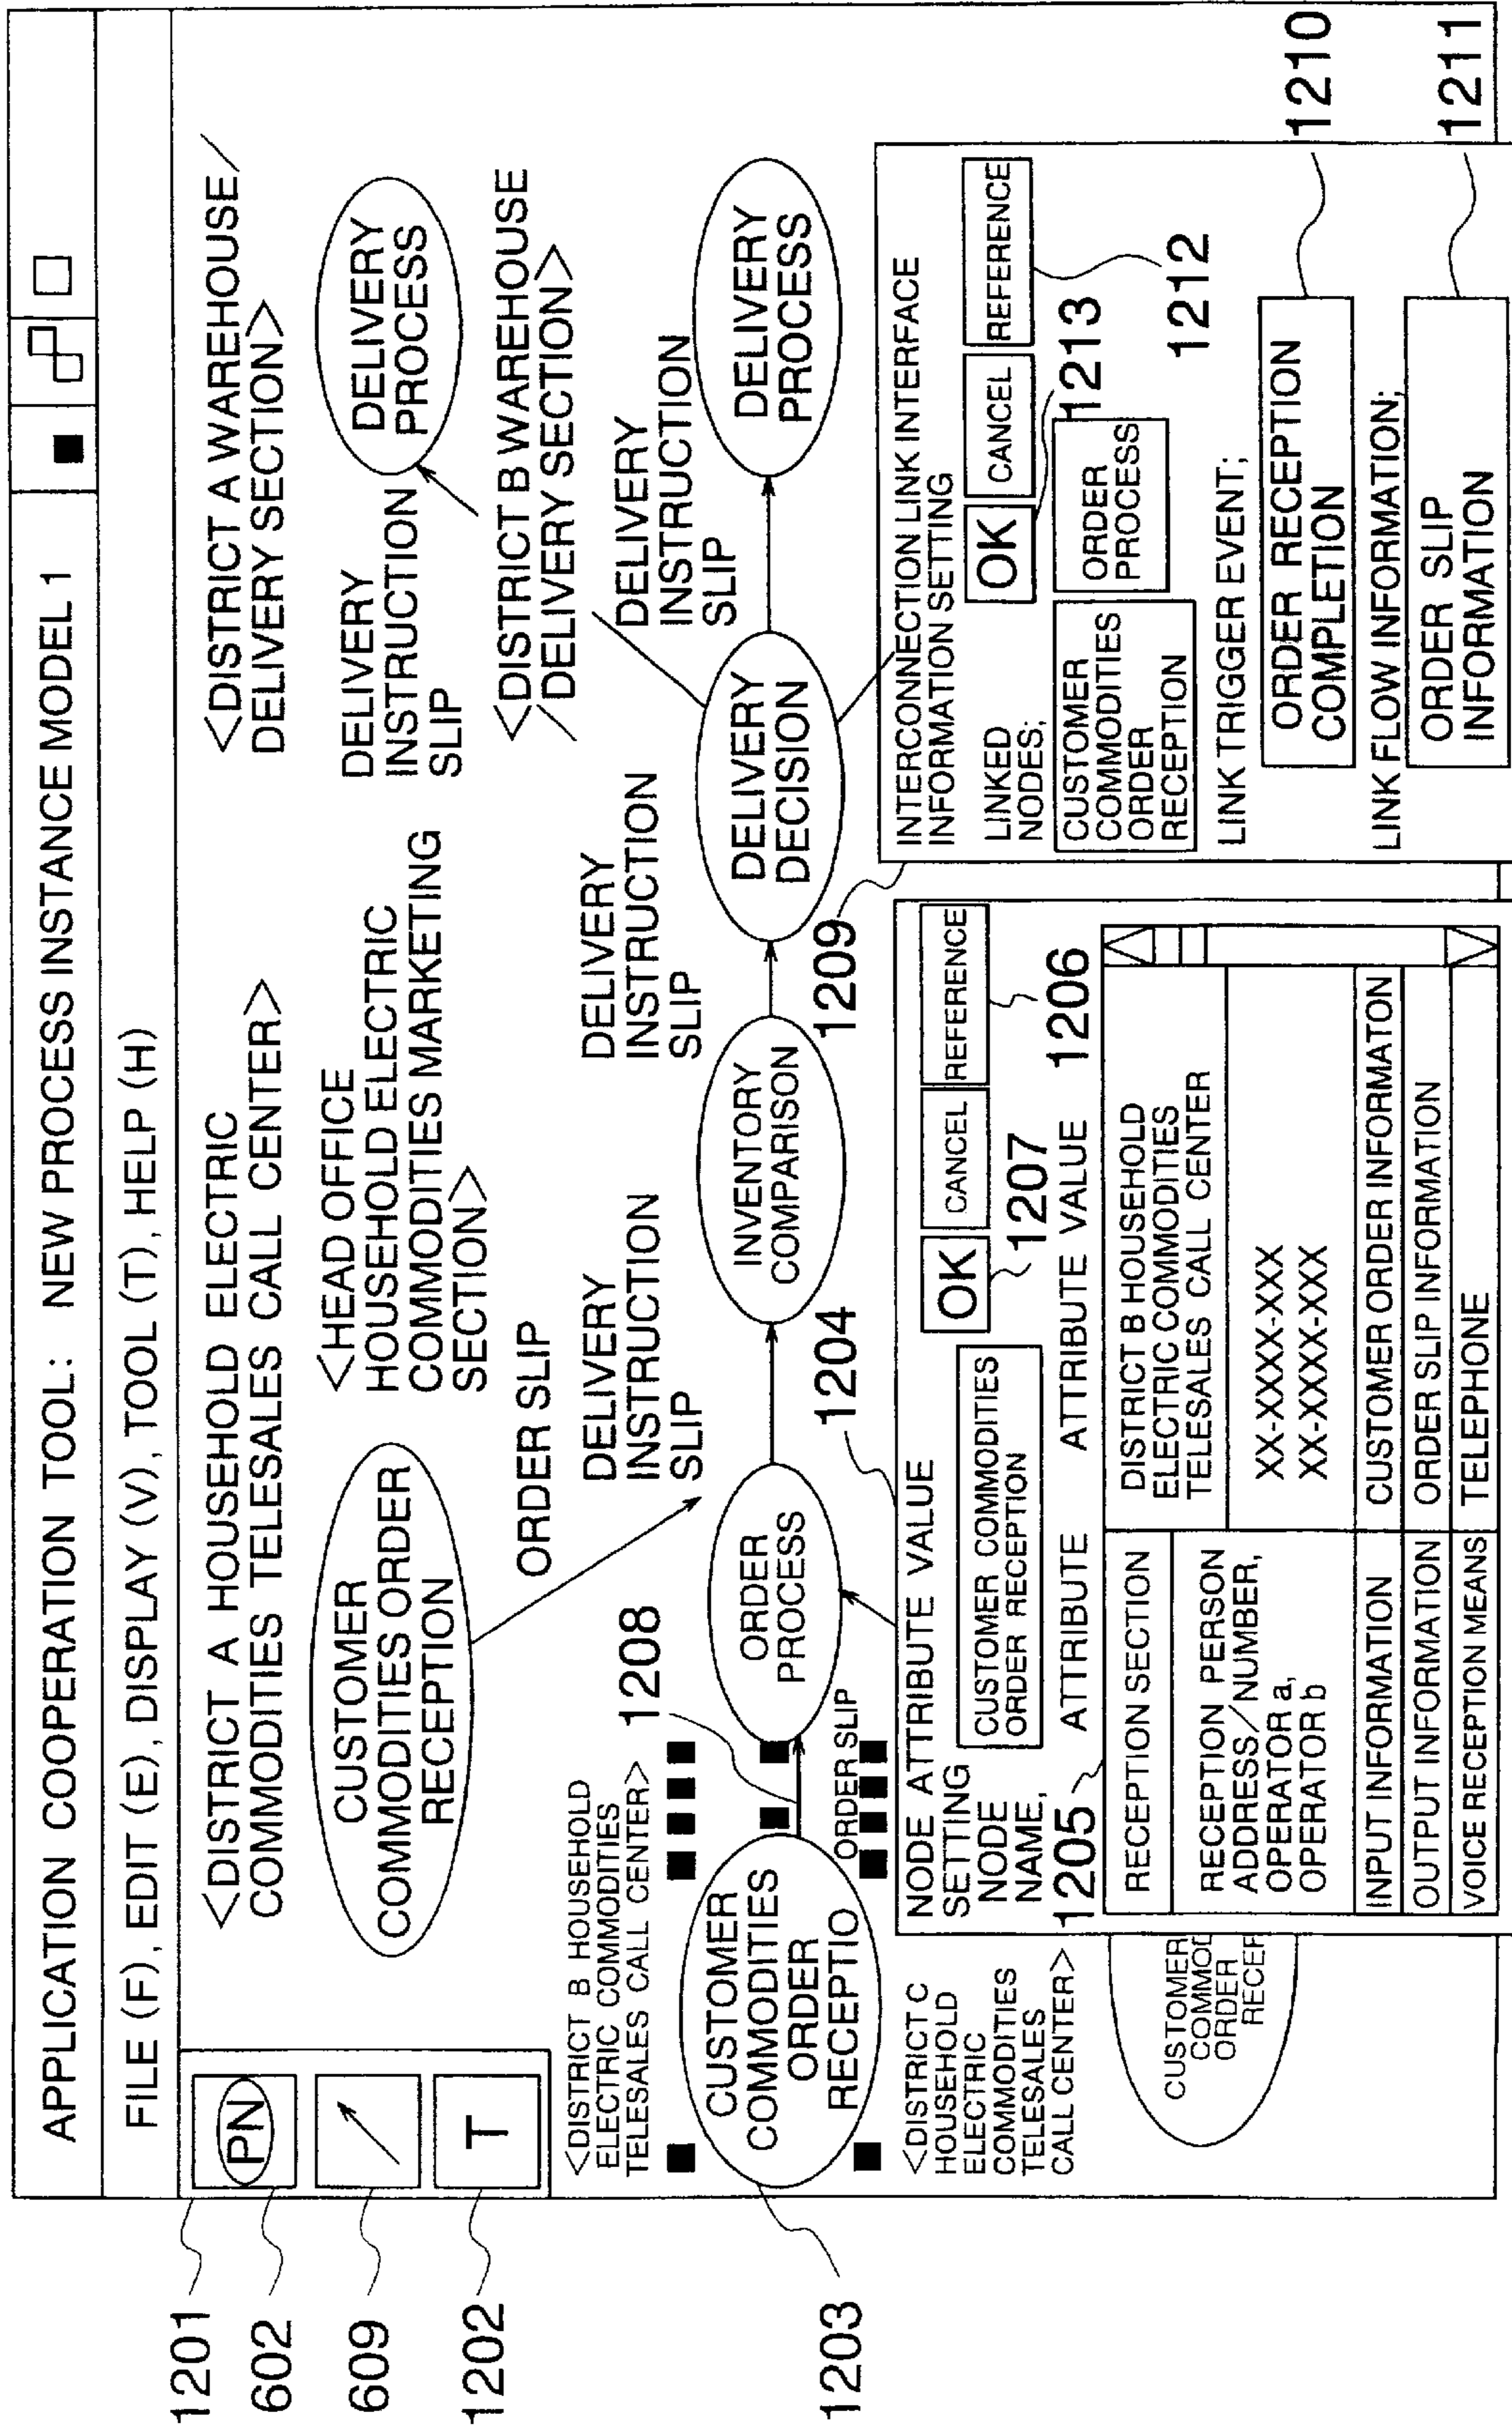 APPLICATION COOPERATION TOOL: NEW PROCESS INSTANCE MODEL 1
FILE (F), EDIT (E), DISPLAY (V), TOOL (T), HELP (H)
1201
602
609
1202
PN
T
<DISTRICT A HOUSEHOLD ELECTRIC
COMMODITIES TELESALES CALL CENTER>
<DISTRICT A WAREHOUSE/
DELIVERY SECTION>
CUSTOMER
COMMODITIES ORDER
RECEPTION
<HEAD OFFICE
HOUSEHOLD ELECTRIC
COMMODITIES MARKETING
SECTION>
DELIVERY
INSTRUCTION
SLIP
DELIVERY
PROCESS
ORDER SLIP
<DISTRICT B WAREHOUSE
/DELIVERY SECTION>
<DISTRICT B HOUSEHOLD
ELECTRIC COMMODITIES
TELESALES CALL CENTER>
1208
DELIVERY
INSTRUCTION
SLIP
DELIVERY
INSTRUCTION
SLIP
DELIVERY
INSTRUCTION
SLIP
1203
CUSTOMER
COMMODITIES
ORDER
RECEPTIO
ORDER SLIP
ORDER
PROCESS
INVENTORY
COMPARISON
DELIVERY
DECISION
DELIVERY
PROCESS
1204
1209
<DISTRICT C
HOUSEHOLD
ELECTRIC
COMMODITIES
TELESALES
CALL CENTER>
CUSTOMER
COMMOD
ORDER
RECEP
NODE ATTRIBUTE VALUE
SETTING
OK
CANCEL
REFERENCE
NODE
NAME,
CUSTOMER COMMODITIES
ORDER RECEPTION
1207
1206
1205
ATTRIBUTE
ATTRIBUTE VALUE
RECEPTION SECTION
DISTRICT B HOUSEHOLD
ELECTRIC COMMODITIES
TELESALES CALL CENTER
RECEPTION PERSON
ADDRESS/NUMBER,
OPERATOR a,
OPERATOR b
XX-XXXX-XXX
XX-XXXX-XXX
INPUT INFORMATION
CUSTOMER ORDER INFORMATON
OUTPUT INFORMATION
ORDER SLIP INFORMATION
VOICE RECEPTION MEANS
TELEPHONE
INTERCONNECTION LINK INTERFACE
INFORMATION SETTING
OK
CANCEL
REFERENCE
1213
1212
LINKED
NODES;
CUSTOMER
COMMODITIES
ORDER
RECEPTION
ORDER
PROCESS
LINK TRIGGER EVENT;
ORDER RECEPTION
COMPLETION
1210
LINK FLOW INFORMATION;
ORDER SLIP
INFORMATION
1211